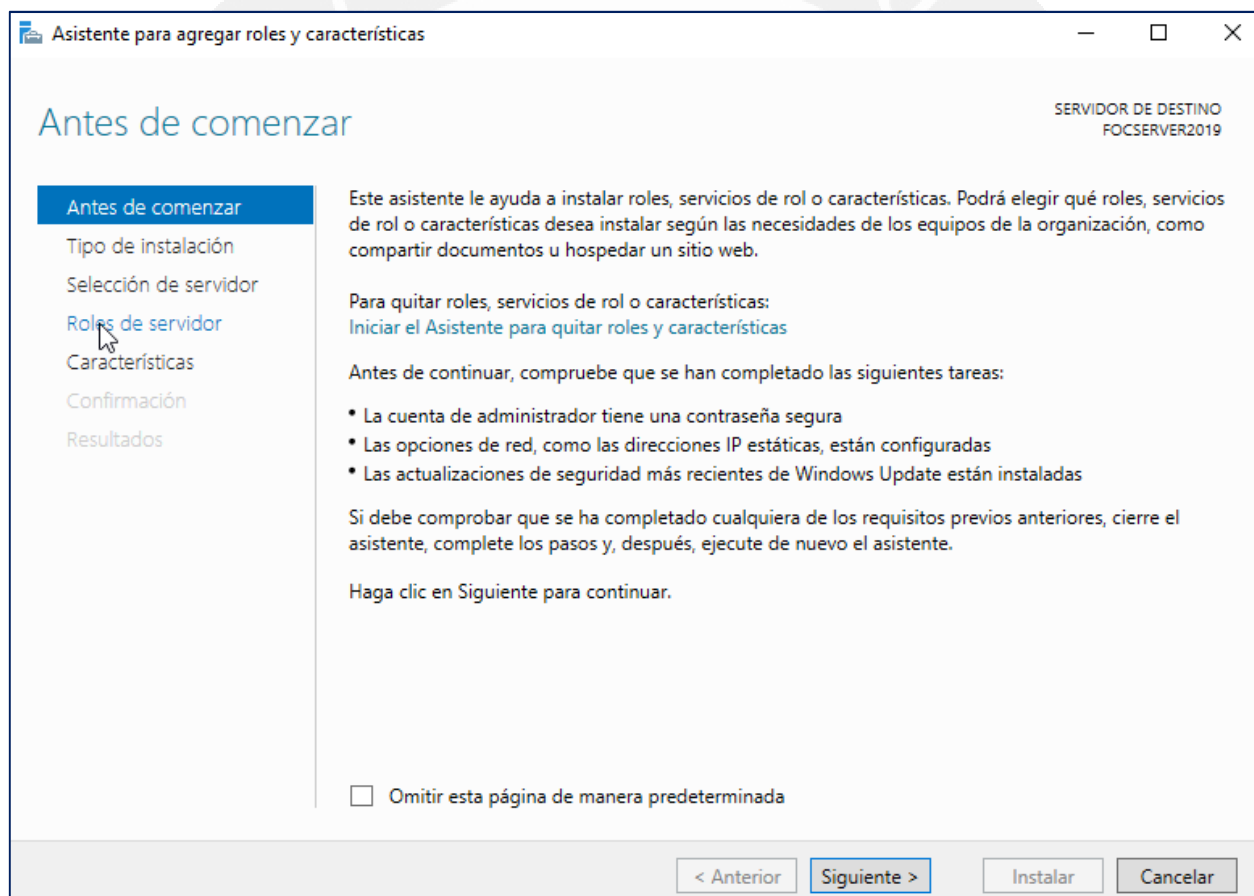 Asistente para agregar roles y características
Antes de comenzar
SERVIDOR DE DESTINO
FOCSERVER2019
Antes de comenzar
Tipo de instalación
Selección de servidor
Roles de servidor
Características
Confirmación
Resultados
Este asistente le ayuda a instalar roles, servicios de rol o características. Podrá elegir qué roles, servicios
de rol o características desea instalar según las necesidades de los equipos de la organización, como
compartir documentos u hospedar un sitio web.
Para quitar roles, servicios de rol o características:
Iniciar el Asistente para quitar roles y características
Antes de continuar, compruebe que se han completado las siguientes tareas:
• La cuenta de administrador tiene una contraseña segura
• Las opciones de red, como las direcciones IP estáticas, están configuradas
• Las actualizaciones de seguridad más recientes de Windows Update están instaladas
Si debe comprobar que se ha completado cualquiera de los requisitos previos anteriores, cierre el
asistente, complete los pasos y, después, ejecute de nuevo el asistente.
Haga clic en Siguiente para continuar.
Omitir esta página de manera predeterminada
< Anterior
Siguiente >
Instalar
Cancelar